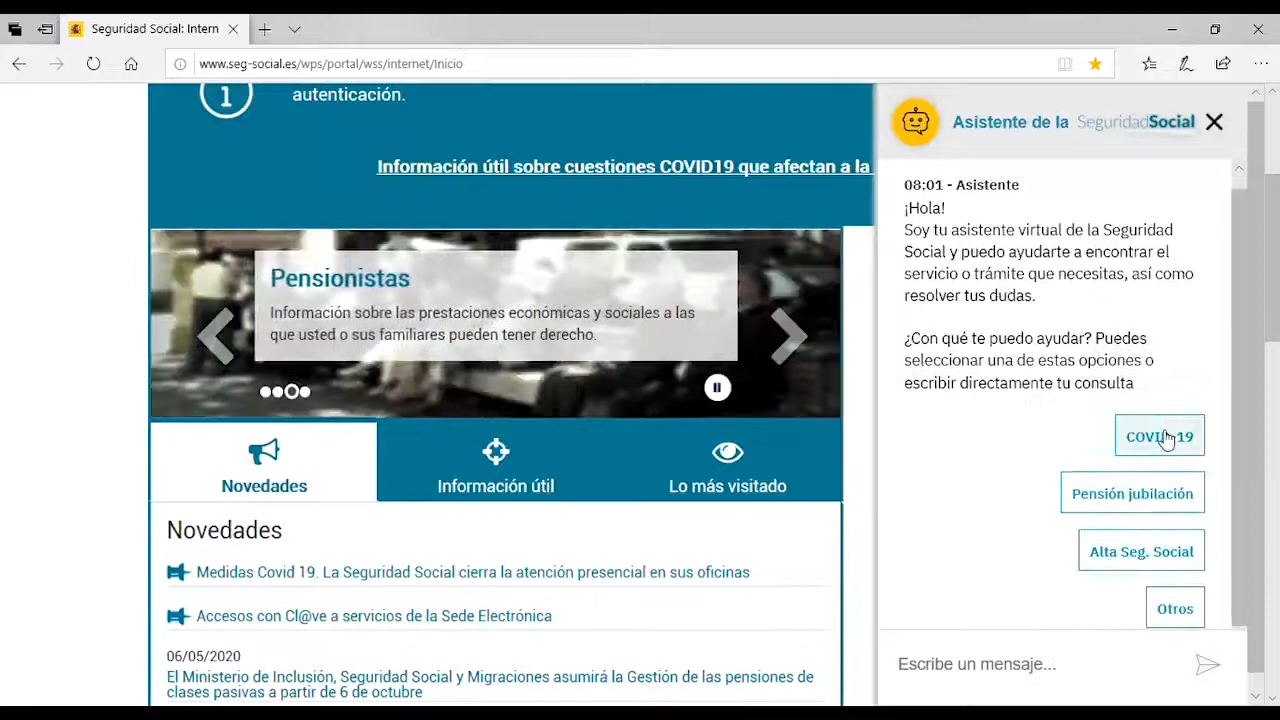 Seguridad Social: Intern
www.seg-social.es/wps/portal/wss/internet/Inicio
autenticación.
Información útil sobre cuestiones COVID19 que afectan a la
Pensionistas
Información sobre las prestaciones económicas y sociales a las
que usted o sus familiares pueden tener derecho.
Novedades
Información útil
Lo más visitado
Novedades
Medidas Covid 19. La Seguridad Social cierra la atención presencial en sus oficinas
Accesos con Cl@ve a servicios de la Sede Electrónica
06/05/2020
El Ministerio de Inclusión, Seguridad Social y Migraciones asumirá la Gestión de las pensiones de
clases pasivas a partir de 6 de octubre
Asistente de la SeguridadSocial
08:01 - Asistente
¡Hola!
Soy tu asistente virtual de la Seguridad
Social y puedo ayudarte a encontrar el
servicio o trámite que necesitas, así como
resolver tus dudas.
¿Con qué te puedo ayudar? Puedes
seleccionar una de estas opciones o
escribir directamente tu consulta
COVID-19
Pensión jubilación
Alta Seg. Social
Otros
Escribe un mensaje...